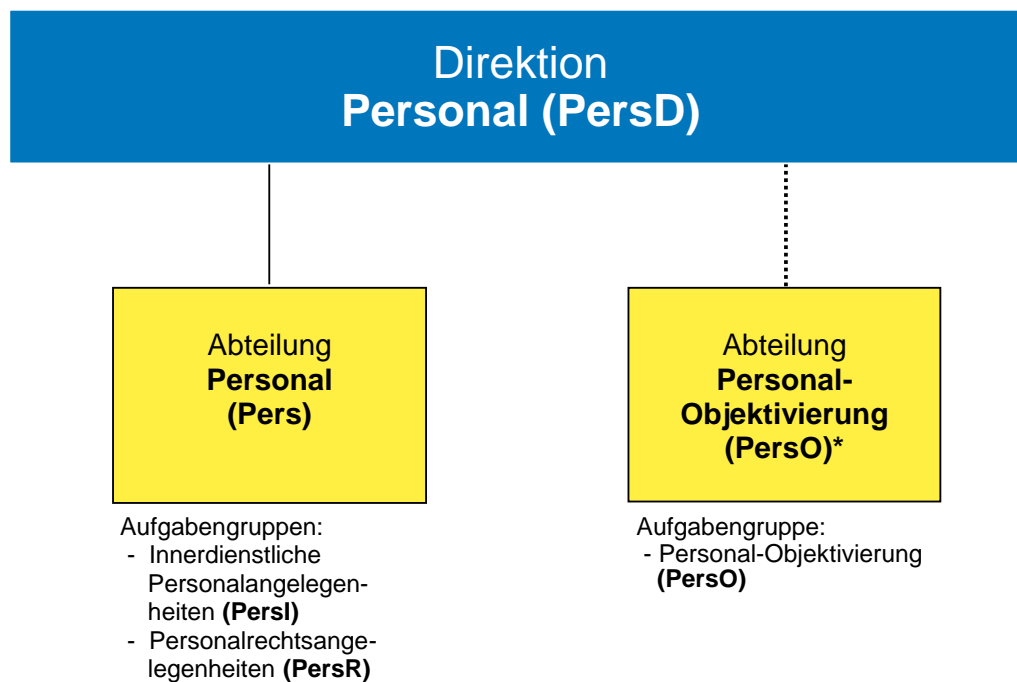 Direktion
Personal (PersD)
Abteilung
Personal
(Pers)
Aufgabengruppen:
- Innerdienstliche
Personalangelegen-
heiten (PersI)
- Personalrechtsange-
legenheiten (PersR)
Abteilung
Personal-
Objektivierung
(PersO)*
Aufgabengruppe:
- Personal-Objektivierung
(PersO)